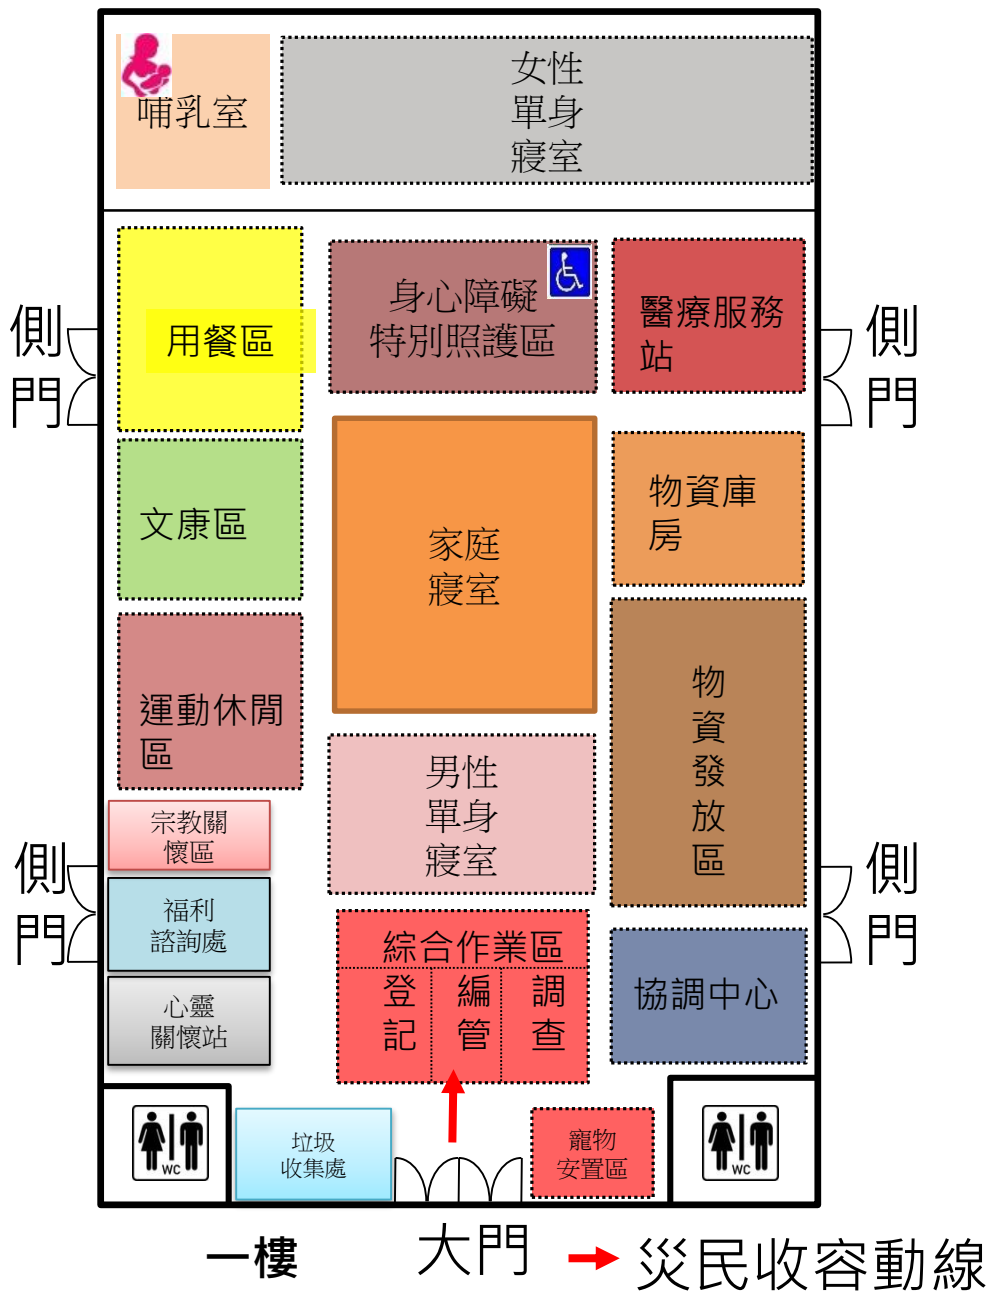 哺乳室
女性
單身
寢室
用餐區
身心障礙
特別照護區
醫療服務
站
側
門
側
門
文康區
家庭
寢室
物資庫
房
運動休閒
區
物
資
發
放
區
男性
單身
寢室
宗教關
懷區
側
門
福利
諮詢處
側
門
綜合作業區
登
記
編
管
調
查
協調中心
心靈
關懷站
WC
垃圾
收集處
寵物
安置區
WC
一樓
大門
災民收容動線